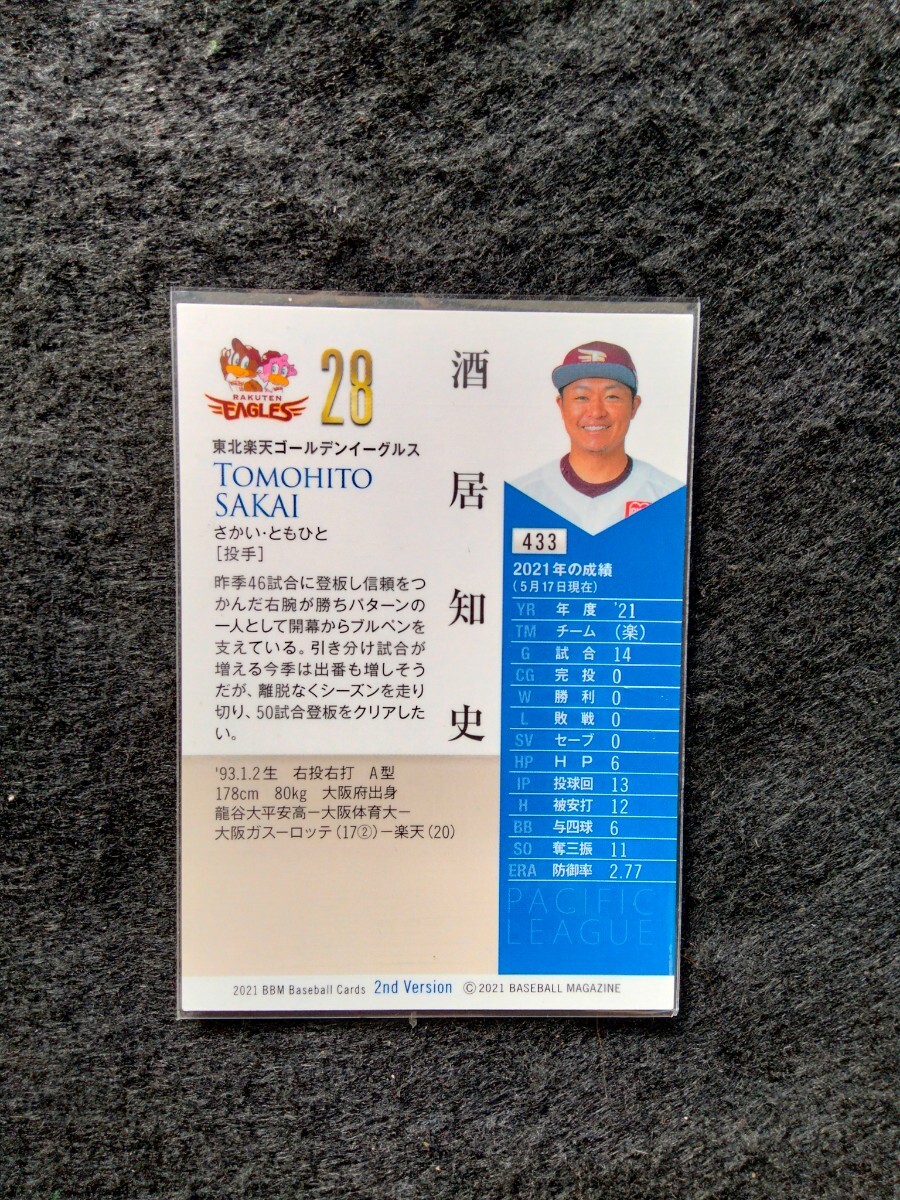 RAKUTEN
EAGLES
28
東北楽天ゴールデンイーグルス
TOMOHITO
SAKAI
さかい・ともひと
[投手]
昨季46試合に登板し信頼をつ
かんだ右腕が勝ちパターンの
一人として開幕からブルペンを
支えている。引き分け試合が
増える今季は出番も増しそう
だが、離脱なくシーズンを走り
切り、50試合登板をクリアした
い。
'93.1.2生 右投右打 A型
178cm 80kg 大阪府出身
龍谷大平安高ー大阪体育大ー
大阪ガスーロッテ(17②)ー楽天(20)
酒居知史
433
2021年の成績
(5月17日現在)
YR 年度 '21
TM チーム (楽)
G 試合 14
CG 完投 0
W 勝利 0
L 敗戦 0
SV セーブ 0
HP HP 6
IP 投球回 13
H 被安打 12
BB 与四球 6
SO 奪三振 11
ERA 防御率 2.77
PACIFIC
LEAGUE
2021 BBM Baseball Cards 2nd Version ©2021 BASEBALL MAGAZINE